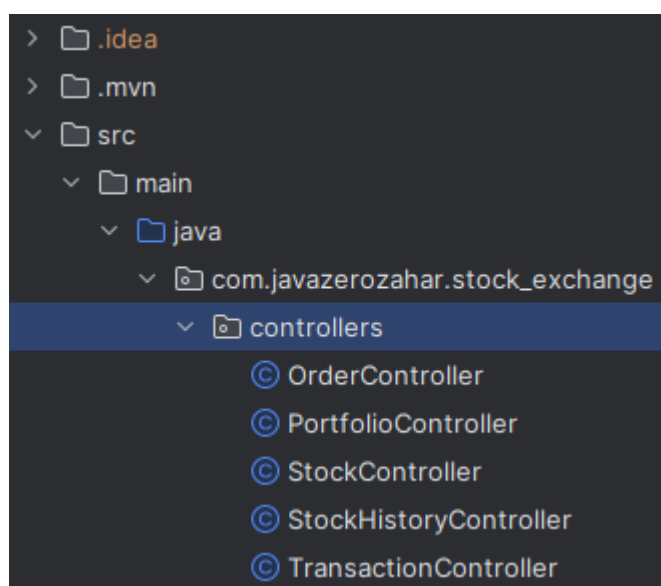 .idea
.mvn
src
main
java
com.javazerozahar.stock_exchange
controllers
OrderController
PortfolioController
StockController
StockHistoryController
TransactionController